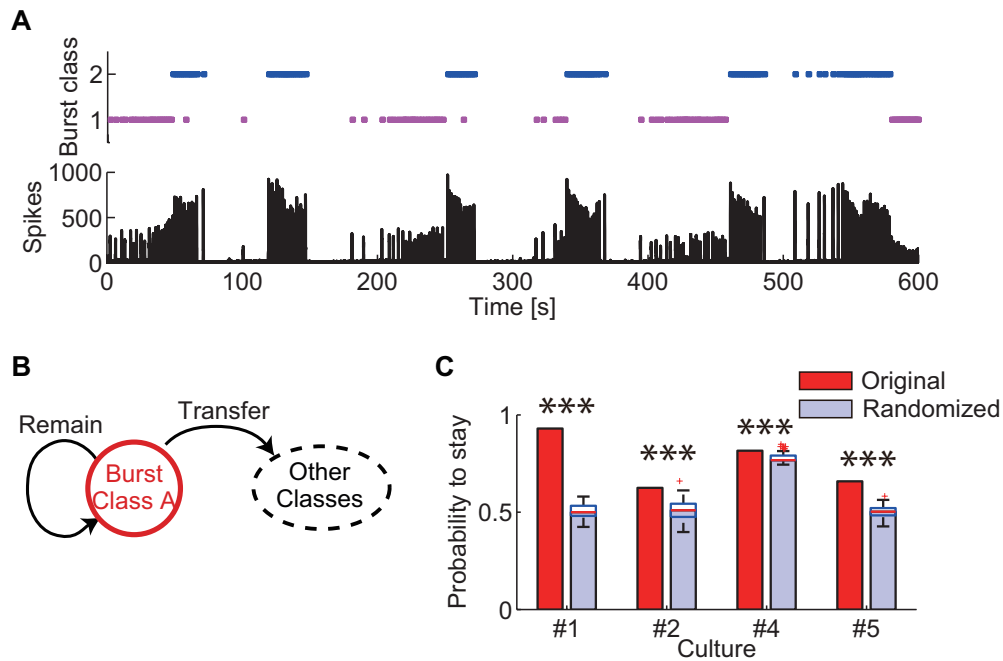 A
Burst class
2
1
Spikes
1000
500
0
0 100 200 300 400 500 600
Time [s]
B
Remain
Transfer
Burst
Class A
Other
Classes
C
Original
Randomized
Probability to stay
1
0.5
0
*** *** *** ***
#1 #2 #4 #5
Culture